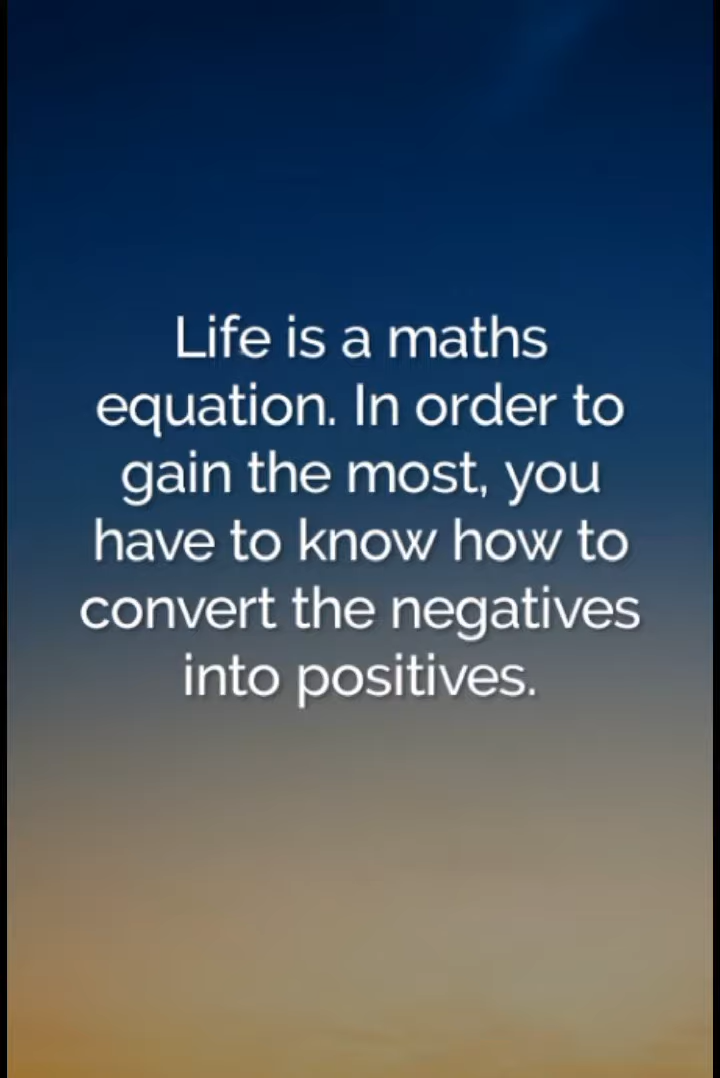 Life is a maths
equation. In order to
gain the most, you
have to know how to
convert the negatives
into positives.